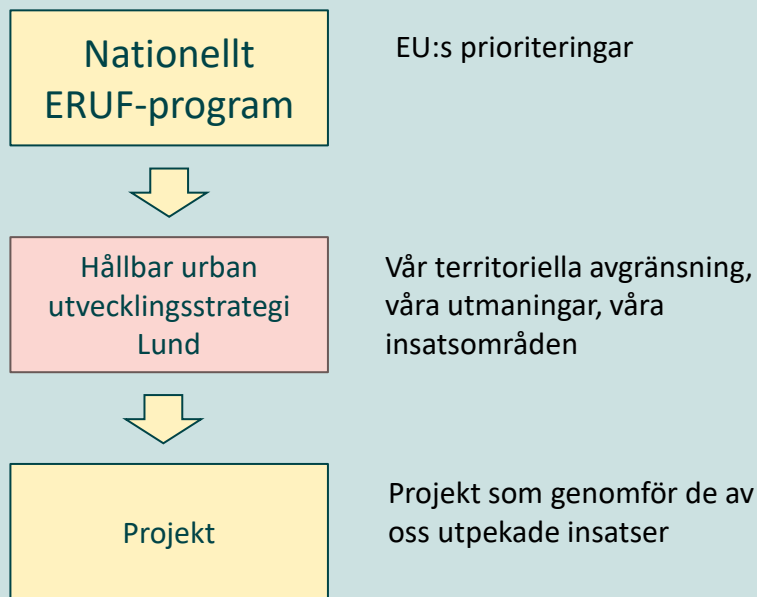 Nationellt
ERUF-program
EU:s prioriteringar
Hållbar urban
utvecklingsstrategi
Lund
Vår territoriella avgränsning,
våra utmaningar, våra
insatsområden
Projekt
Projekt som genomför de av
oss utpekade insatser